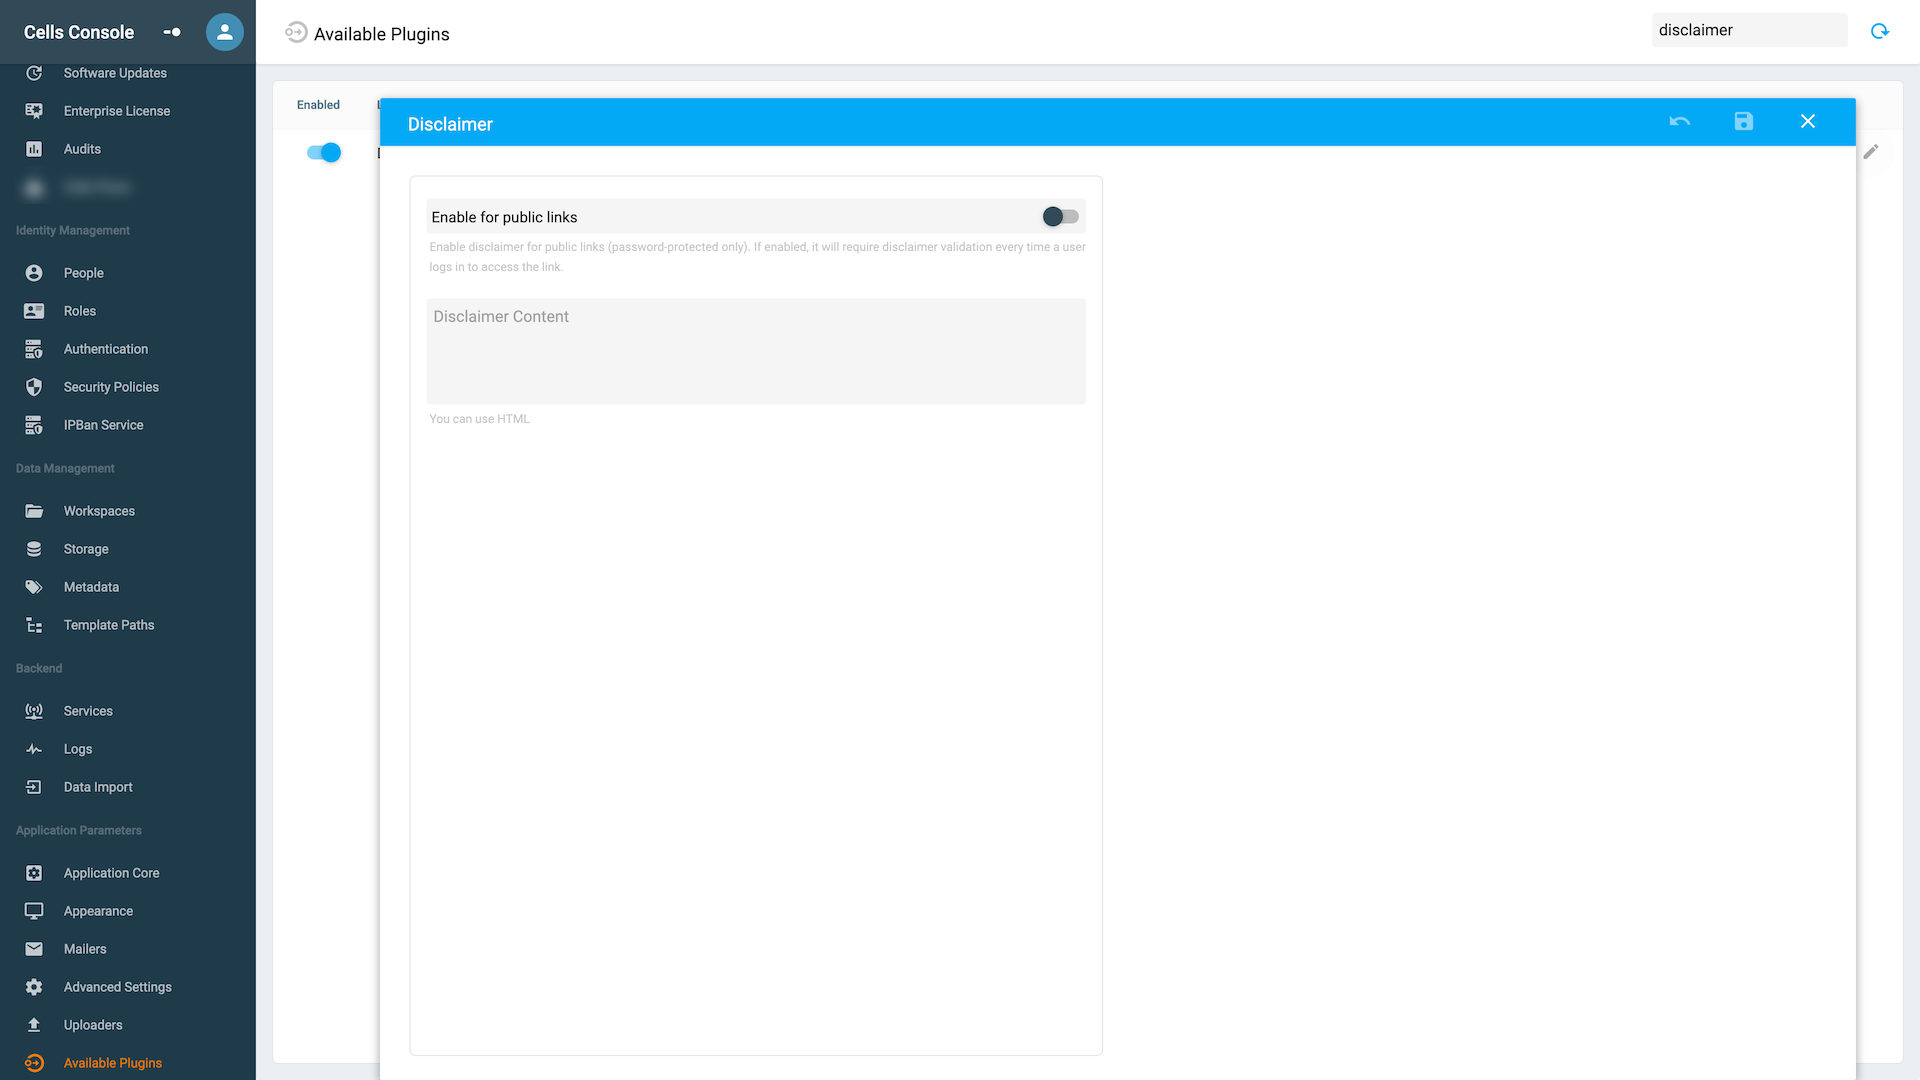 Cells Console
Software Updates
Enterprise License
Audits
Identity Management
People
Roles
Authentication
Security Policies
IPBan Service
Data Management
Workspaces
Storage
Metadata
Template Paths
Backend
Services
Logs
Data Import
Application Parameters
Application Core
Appearance
Mailers
Advanced Settings
Uploaders
Available Plugins
Available Plugins
disclaimer
Enabled
Disclaimer
Enable for public links
Enable disclaimer for public links (password-protected only). If enabled, it will require disclaimer validation every time a user
logs in to access the link.
Disclaimer Content
You can use HTML